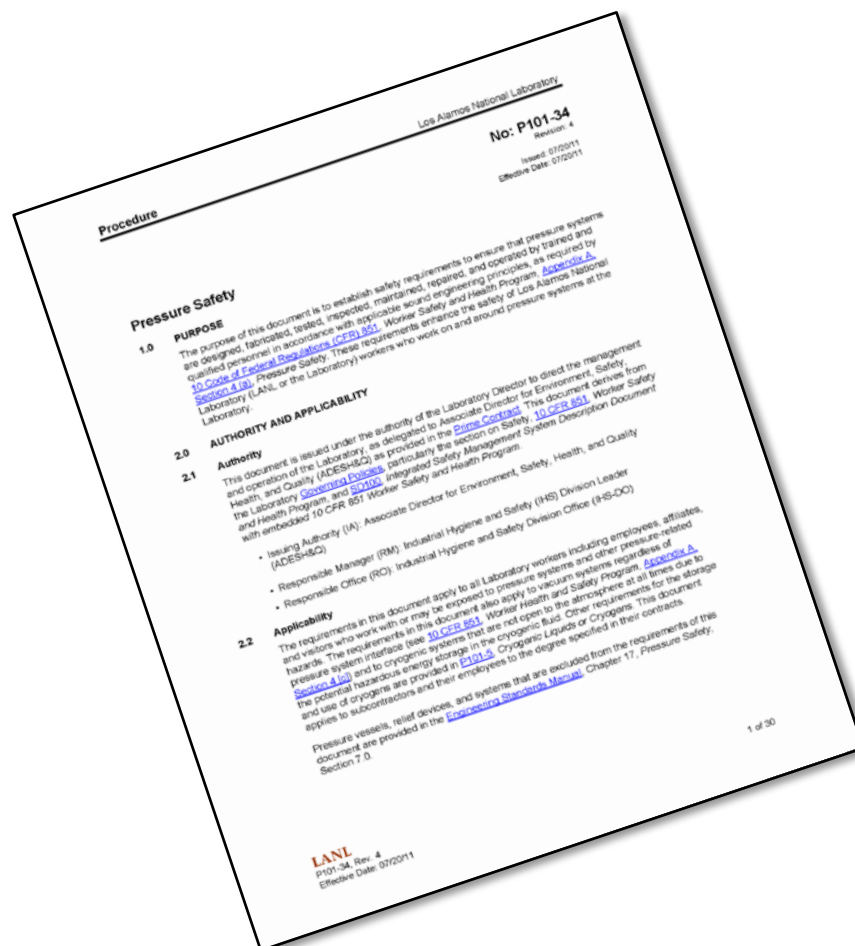 Los Alamos National Laboratory
No: P101-34
Revision: 4
Issued: 07/20/11
Effective Date: 07/20/11
Procedure
Pressure Safety
1.0 PURPOSE
The purpose of this document is to establish safety requirements to ensure that pressure systems
are designed, fabricated, tested, inspected, maintained, repaired, and operated by trained and
qualified personnel in accordance with applicable sound engineering principles, as required by
10 Code of Federal Regulations (CFR) 851, Worker Safety and Health Program, Appendix A,
Section 4 (a), Pressure Safety. These requirements enhance the safety of Los Alamos National
Laboratory (LANL or the Laboratory) workers who work on and around pressure systems at the
Laboratory.
2.0 AUTHORITY AND APPLICABILITY
2.1 Authority
This document is issued under the authority of the Laboratory Director to direct the management
and operation of the Laboratory, as delegated to Associate Director for Environment, Safety,
Health, and Quality (ADESH&Q) as provided in the Prime Contract. This document derives from
the Laboratory Governing Policies, particularly the section on Safety, 10 CFR 851, Worker Safety
and Health Program, and SD100, Integrated Safety Management System Description Document
with embedded 10 CFR 851 Worker Safety and Health Program.
• Issuing Authority (IA): Associate Director for Environment, Safety, Health, and Quality
(ADESH&Q)
• Responsible Manager (RM): Industrial Hygiene and Safety (IHS) Division Leader
• Responsible Office (RO): Industrial Hygiene and Safety Division Office (IHS-DO)
2.2 Applicability
The requirements in this document apply to all Laboratory workers including employees, affiliates,
and visitors who work with or may be exposed to pressure systems and other pressure-related
hazards. The requirements in this document also apply to vacuum systems regardless of
pressure system interface (see 10 CFR 851, Worker Health and Safety Program, Appendix A,
Section 4 [c]) and to cryogenic systems that are not open to the atmosphere at all times due to
the potential hazardous energy storage in the cryogenic fluid. Other requirements for the storage
and use of cryogens are provided in P101-5, Cryogenic Liquids or Cryogens. This document
applies to subcontractors and their employees to the degree specified in their contracts.
Pressure vessels, relief devices, and systems that are excluded from the requirements of this
document are provided in the Engineering Standards Manual, Chapter 17, Pressure Safety,
Section 7.0.
1 of 30
LANL
P101-34, Rev. 4
Effective Date: 07/20/11